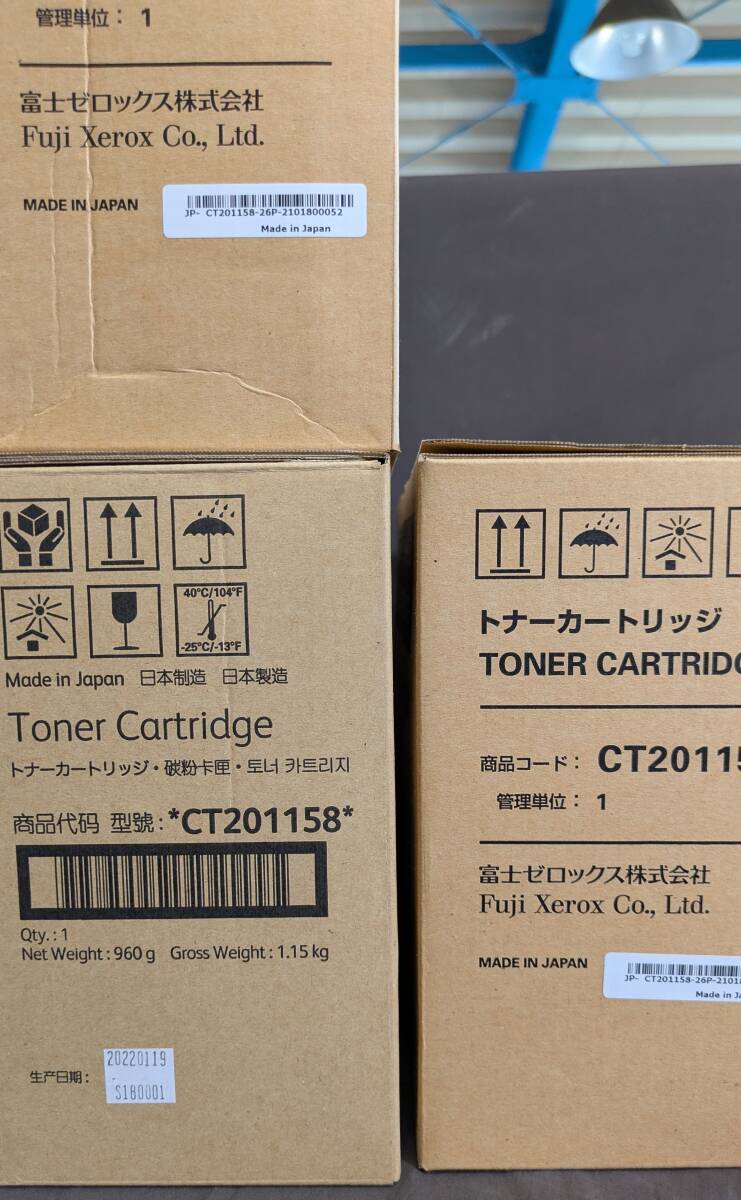 管理単位： 1
富士ゼロックス株式会社
Fuji Xerox Co., Ltd.
MADE IN JAPAN
JP- CT201158-26P-2101800052
Made in Japan
40°C/104°F
-25°C/-13°F
Made in Japan 日本制造 日本製造
Toner Cartridge
トナーカートリッジ・碳粉卡匣・토너 카트리지
商品代码 型號：*CT201158*
Qty. : 1
Net Weight : 960 g Gross Weight : 1.15 kg
生产日期：
20220119
-
S180001
トナーカートリッジ
TONER CARTRIDG
商品コード： CT20115
管理単位： 1
富士ゼロックス株式会社
Fuji Xerox Co., Ltd.
MADE IN JAPAN
JP- CT201158-26P-2101
Made in Ja